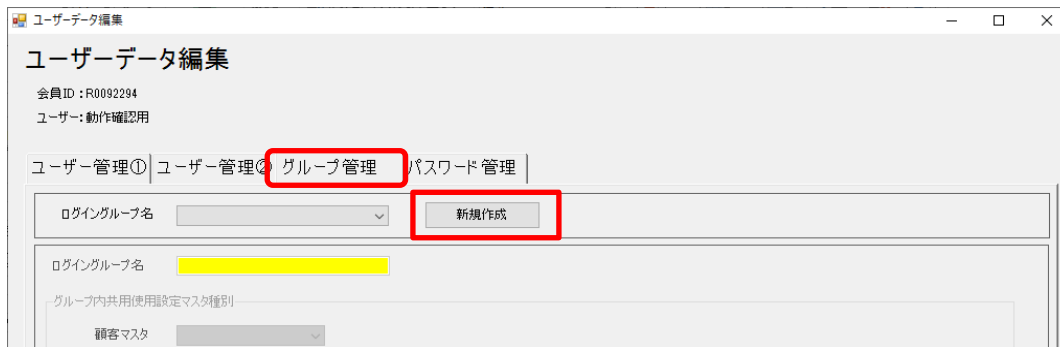 ユーザーデータ編集
ユーザーデータ編集
会員ID：R0092294
ユーザー：動作確認用
ユーザー管理① ユーザー管理② グループ管理 パスワード管理
ログイングループ名 新規作成
ログイングループ名
グループ内共用使用設定マスタ種別
顧客マスタ